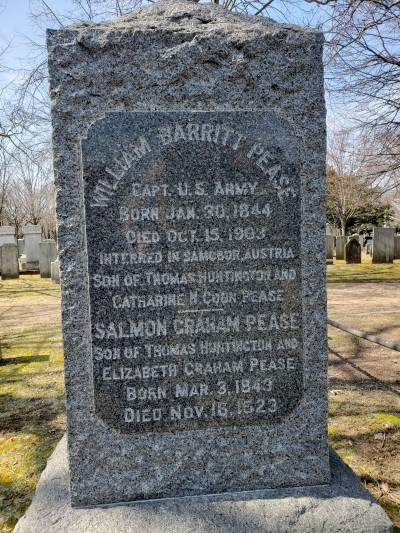 WILLIAM BARRITT PEASE
CAPT. U.S. ARMY
BORN JAN. 30, 1844
DIED OCT. 15, 1903
INTERRED IN SAMOBOR, AUSTRIA
SON OF THOMAS HUNTINGTON AND
CATHARINE H COON PEASE
SALMON GRAHAM PEASE
SON OF THOMAS HUNTINGTON AND
ELIZABETH GRAHAM PEASE
BORN MAR. 3, 1849
DIED NOV. 16, 1923